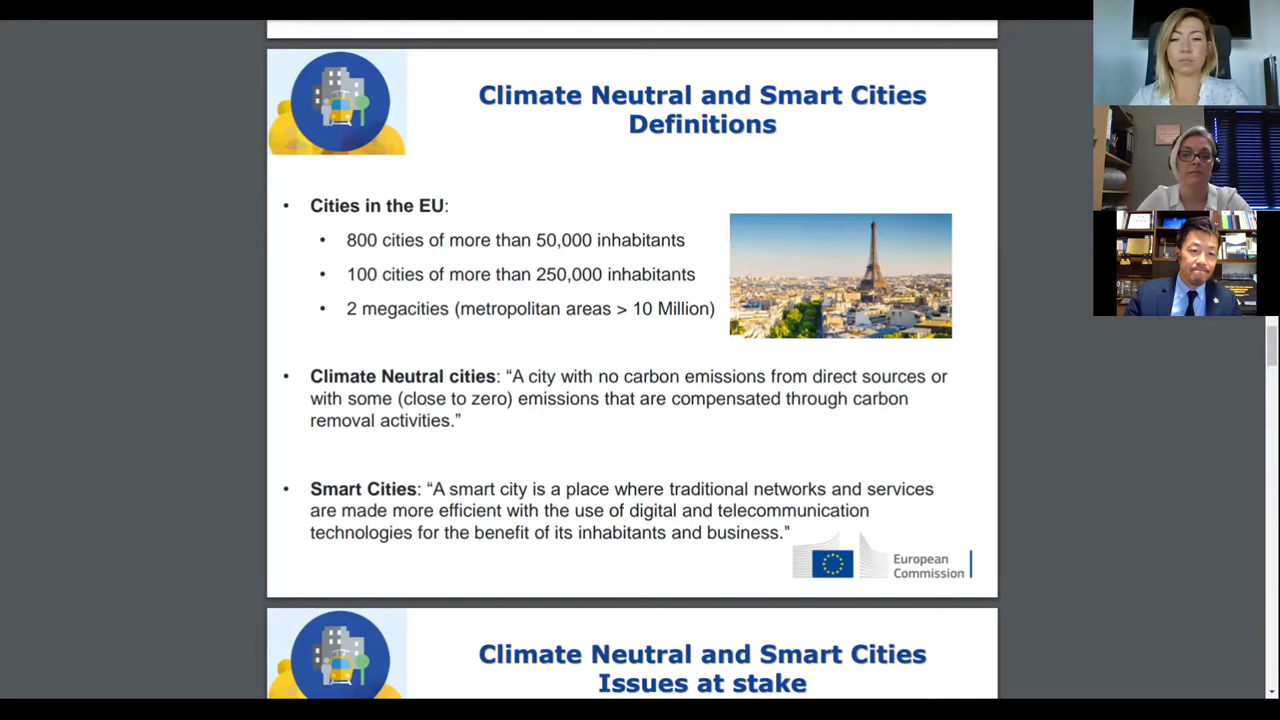 Climate Neutral and Smart Cities
Definitions
• Cities in the EU:
• 800 cities of more than 50,000 inhabitants
• 100 cities of more than 250,000 inhabitants
• 2 megacities (metropolitan areas > 10 Million)
• Climate Neutral cities: “A city with no carbon emissions from direct sources or
with some (close to zero) emissions that are compensated through carbon
removal activities.”
• Smart Cities: “A smart city is a place where traditional networks and services
are made more efficient with the use of digital and telecommunication
technologies for the benefit of its inhabitants and business."
European
Commission
Climate Neutral and Smart Cities
Issues at stake